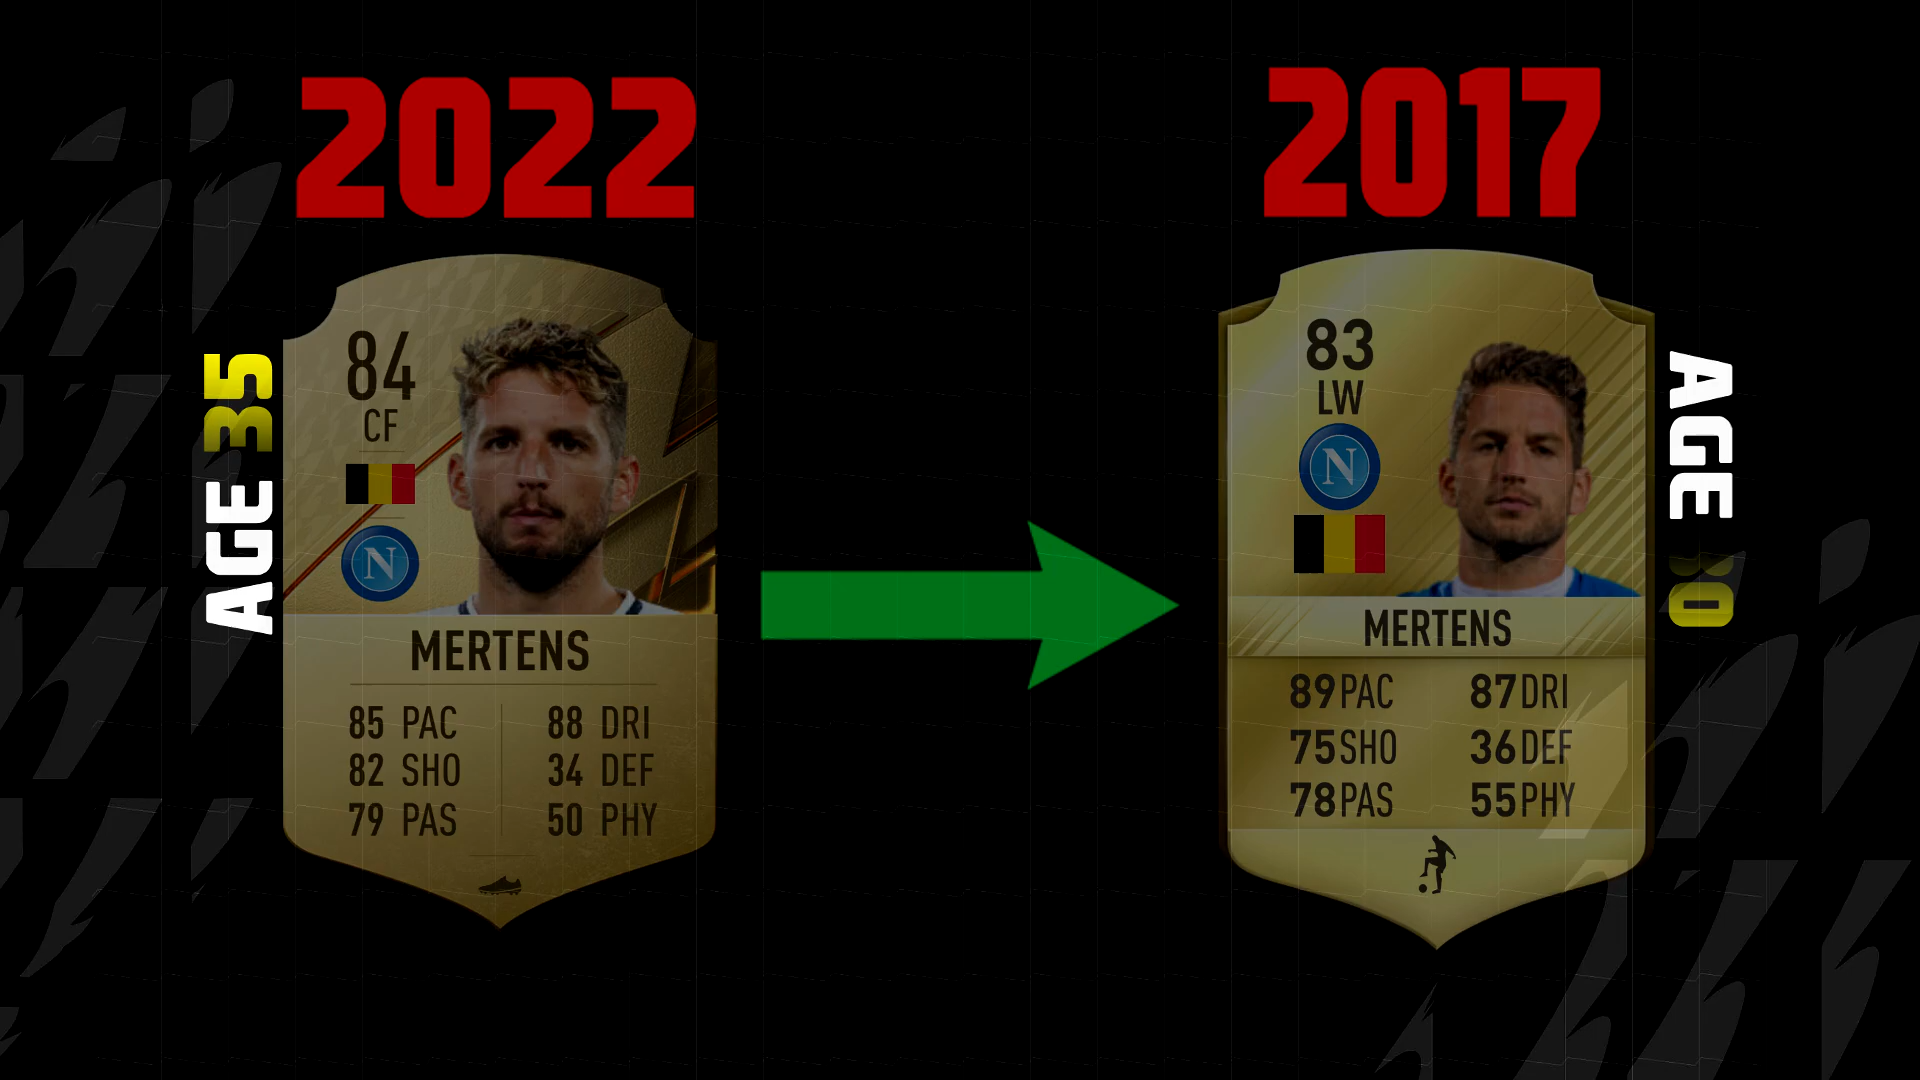 2022
2017
AGE 35
84
CF
N
MERTENS
85 PAC 88 DRI
82 SHO 34 DEF
79 PAS 50 PHY
83
LW
N
MERTENS
89 PAC 87 DRI
75 SHO 36 DEF
78 PAS 55 PHY
AGE 30